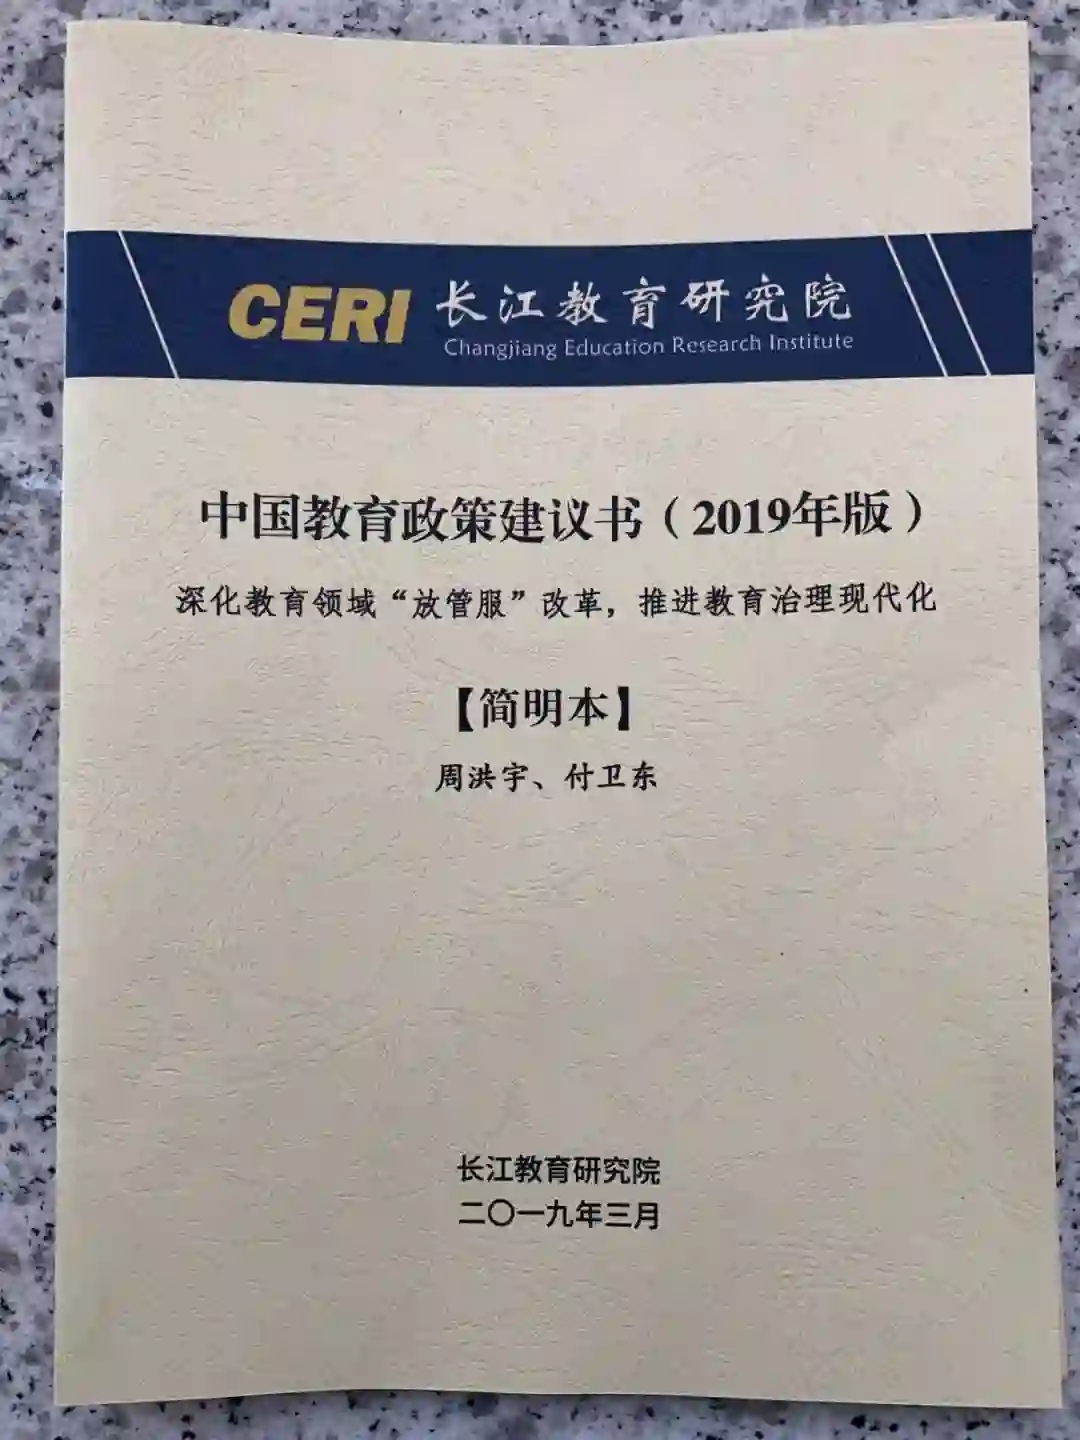 CERI 长江教育研究院
Changjiang Education Research Institute
中国教育政策建议书（2019年版）
深化教育领域“放管服”改革，推进教育治理现代化
【简明本】
周洪宇、付卫东
长江教育研究院
二〇一九年三月